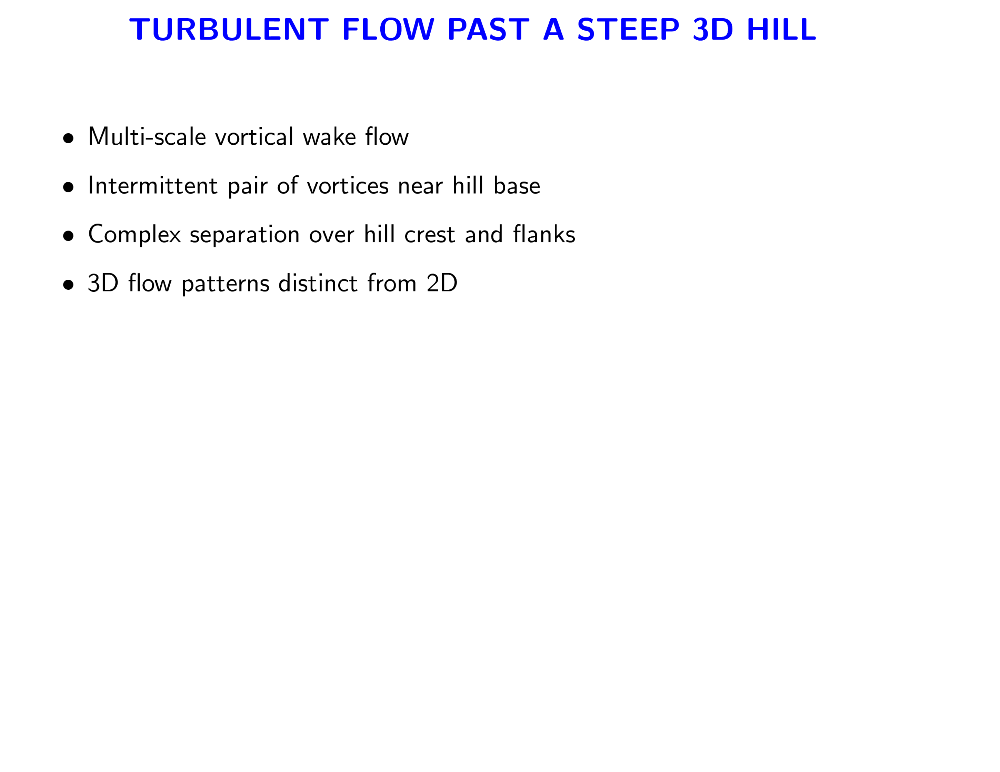 TURBULENT FLOW PAST A STEEP 3D HILL
• Multi-scale vortical wake flow
• Intermittent pair of vortices near hill base
• Complex separation over hill crest and flanks
• 3D flow patterns distinct from 2D